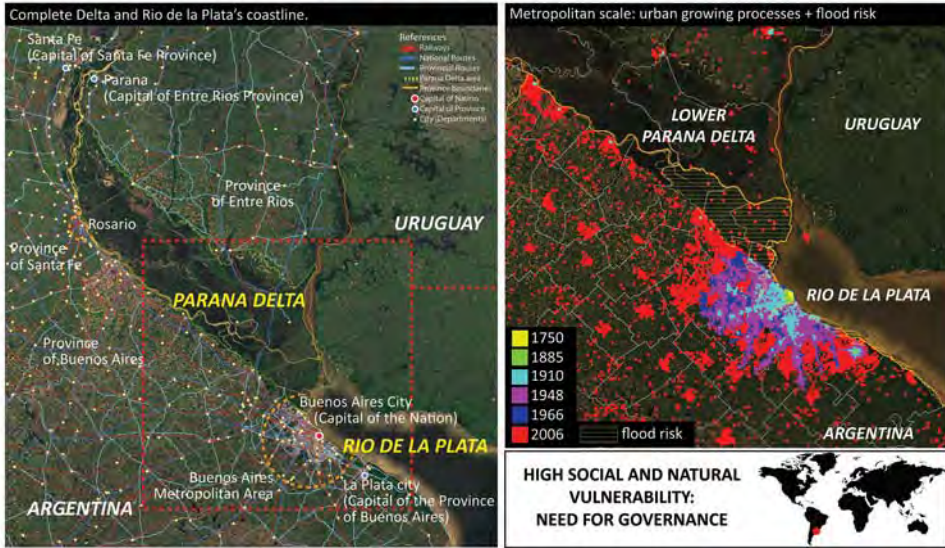 Complete Delta and Rio de la Plata's coastline.
Santa Fe
(Capital of Santa Fe Province)
Parana
(Capital of Entre Rios Province)
References
Railways
National Routes
Provincial Routes
Parana Delta area
Province Boundaries
Capital of Nation
Capital of Province
City (Departments)
Province
of Entre Rios
URUGUAY
Rosario
Province
of Santa Fe
PARANA DELTA
Province
of Buenos Aires
Buenos Aires City
(Capital of the Nation)
RIO DE LA PLATA
Buenos Aires
Metropolitan Area
La Plata city
(Capital of the Province
of Buenos Aires)
ARGENTINA
Metropolitan scale: urban growing processes + flood risk
LOWER
PARANA DELTA
URUGUAY
RIO DE LA PLATA
1750
1885
1910
1948
1966
2006
flood risk
ARGENTINA
HIGH SOCIAL AND NATURAL
VULNERABILITY:
NEED FOR GOVERNANCE